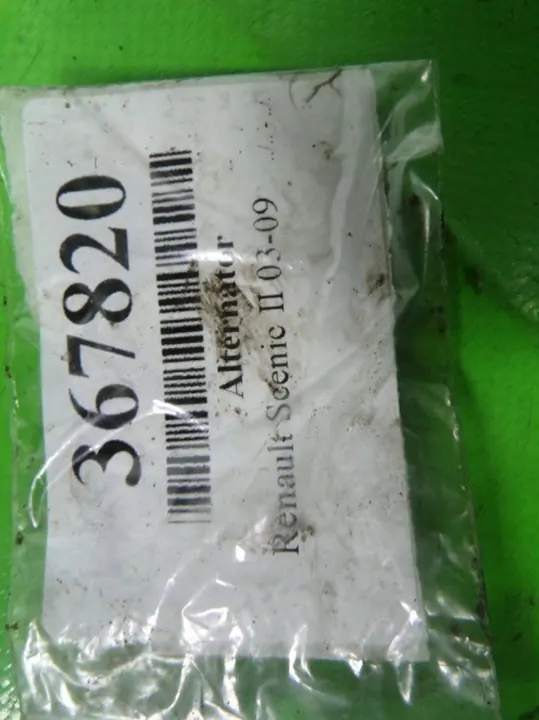 367820
Alternator
Renault Scenic II 03-09